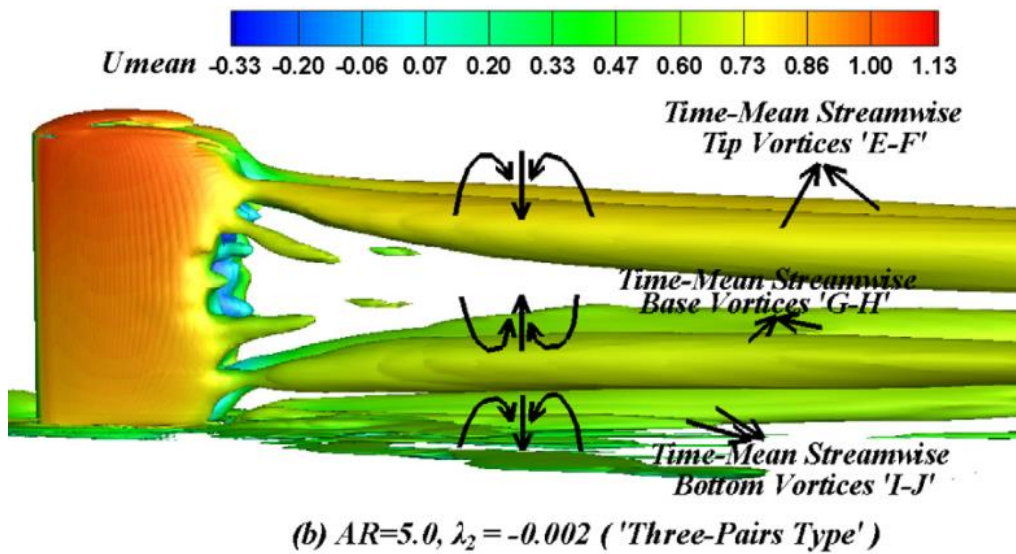 Umean -0.33 -0.20 -0.06 0.07 0.20 0.33 0.47 0.60 0.73 0.86 1.00 1.13
Time-Mean Streamwise
Tip Vortices 'E-F'
Time-Mean Streamwise
Base Vortices 'G-H'
Time-Mean Streamwise
Bottom Vortices 'I-J'
(b) AR=5.0, λ₂ = -0.002 ( 'Three-Pairs Type' )